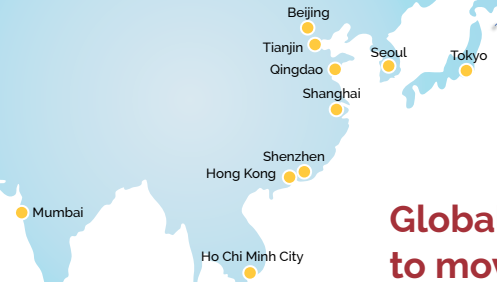 Beijing
Tianjin
Seoul
Tokyo
Qingdao
Shanghai
Shenzhen
Hong Kong
Mumbai
Globa
to mov
Ho Chi Minh City